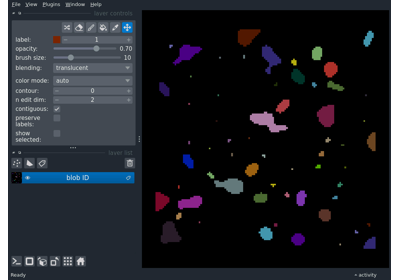 File View Plugins Window Help
layer controls
label: 1
opacity: 0.70
brush size: 10
blending: translucent
color mode: auto
contour: 0
n edit dim: 2
contiguous:
preserve
labels:
show
selected:
layer list
blob ID
Ready
activity